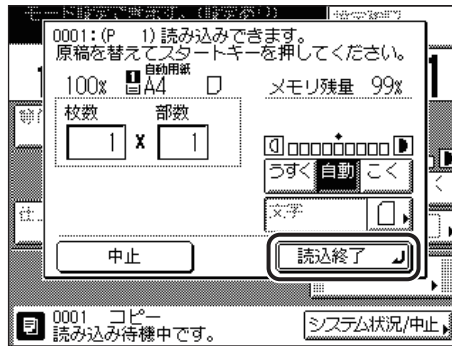 0001:(P 1)読み込みできます。
原稿を替えてスタートキーを押してください。
100% 1 自動用紙 A4 メモリ残量 99%
枚数 部数
1 x 1
うすく 自動 こく
文字
中止 読込終了
0001 コピー
読み込み待機中です。
システム状況/中止